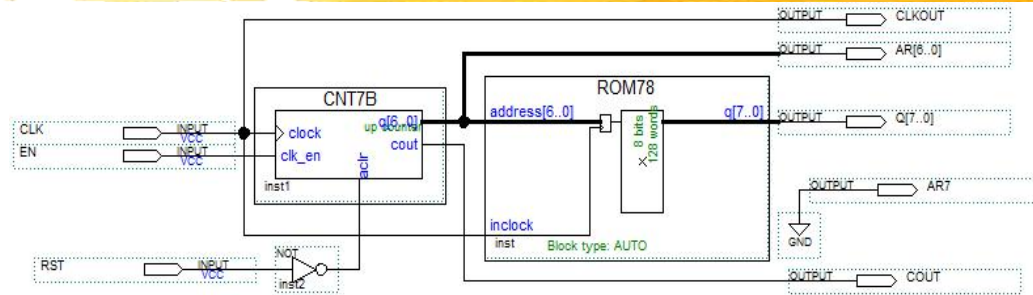 OUTPUT CLKOUT
OUTPUT AR[6..0]
CNT7B
ROM78
q[6..0]
address[6..0]
q[7..0]
OUTPUT Q[7..0]
CLK INPUT
VCC
clock
up counter
cout
8 bits
128 words
EN INPUT
VCC
clk_en
aclr
inst1
OUTPUT AR7
inclock
inst
Block type: AUTO
GND
RST INPUT
VCC
NOT
inst2
OUTPUT COUT